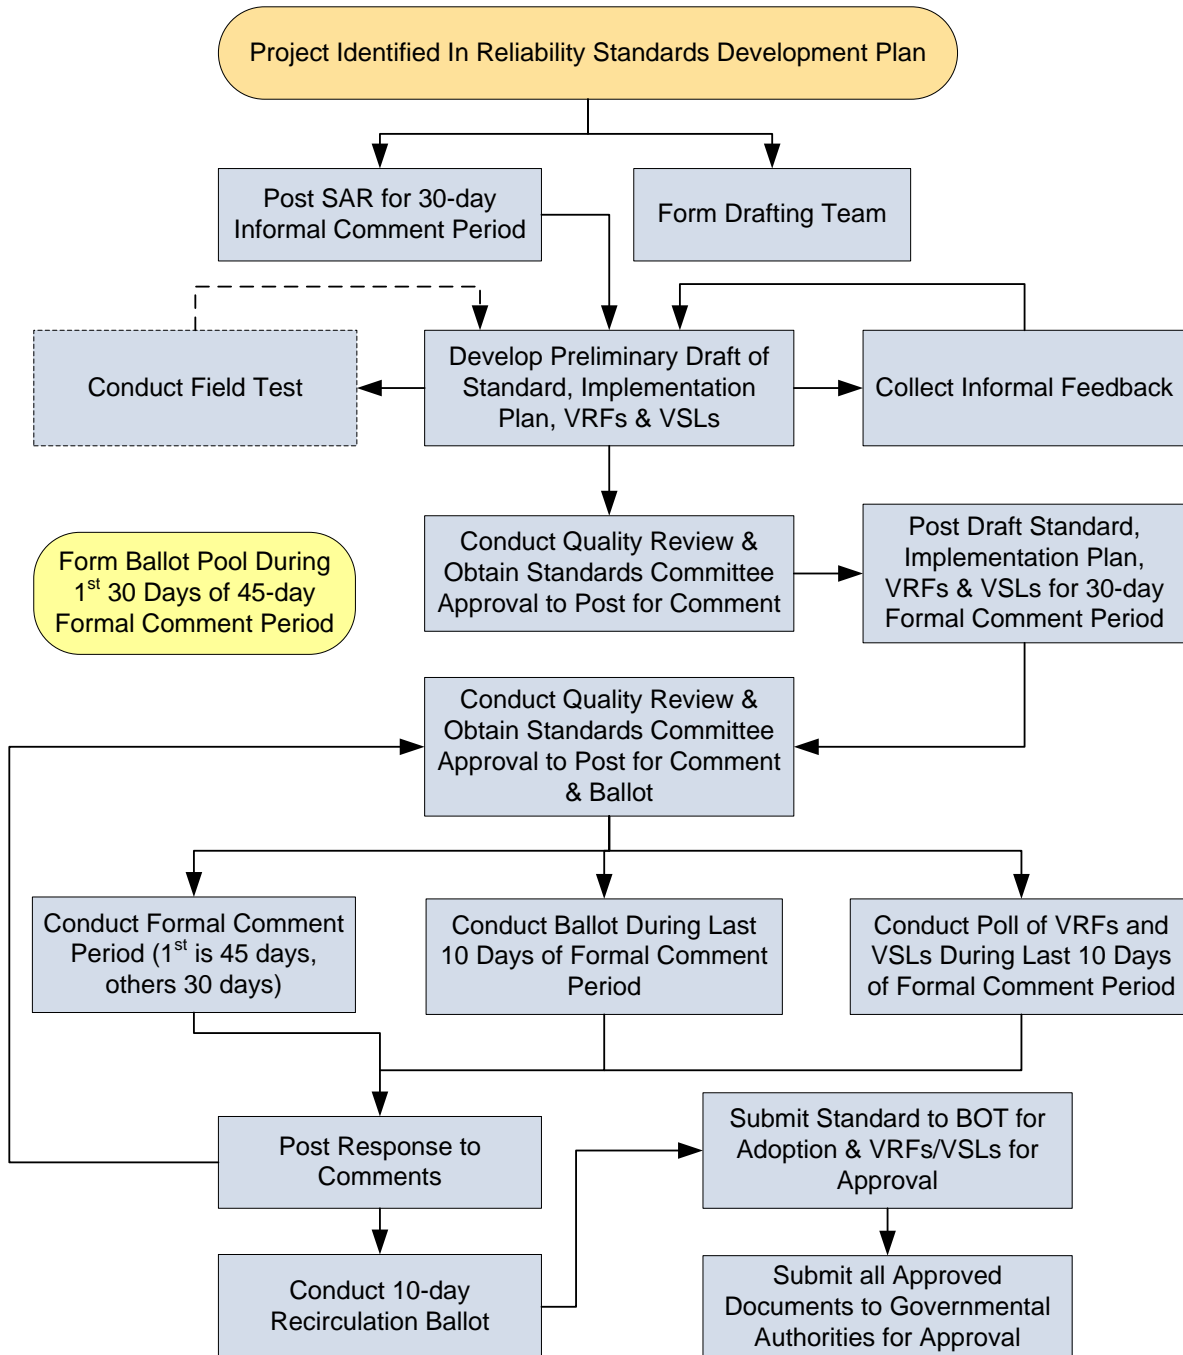 Project Identified In Reliability Standards Development Plan
Post SAR for 30-day
Informal Comment Period
Form Drafting Team
Conduct Field Test
Develop Preliminary Draft of
Standard, Implementation
Plan, VRFs & VSLs
Collect Informal Feedback
Form Ballot Pool During
1st 30 Days of 45-day
Formal Comment Period
Conduct Quality Review &
Obtain Standards Committee
Approval to Post for Comment
Post Draft Standard,
Implementation Plan,
VRFs & VSLs for 30-day
Formal Comment Period
Conduct Quality Review &
Obtain Standards Committee
Approval to Post for Comment
& Ballot
Conduct Formal Comment
Period (1st is 45 days,
others 30 days)
Conduct Ballot During Last
10 Days of Formal Comment
Period
Conduct Poll of VRFs and
VSLs During Last 10 Days
of Formal Comment Period
Post Response to
Comments
Submit Standard to BOT for
Adoption & VRFs/VSLs for
Approval
Conduct 10-day
Recirculation Ballot
Submit all Approved
Documents to Governmental
Authorities for Approval